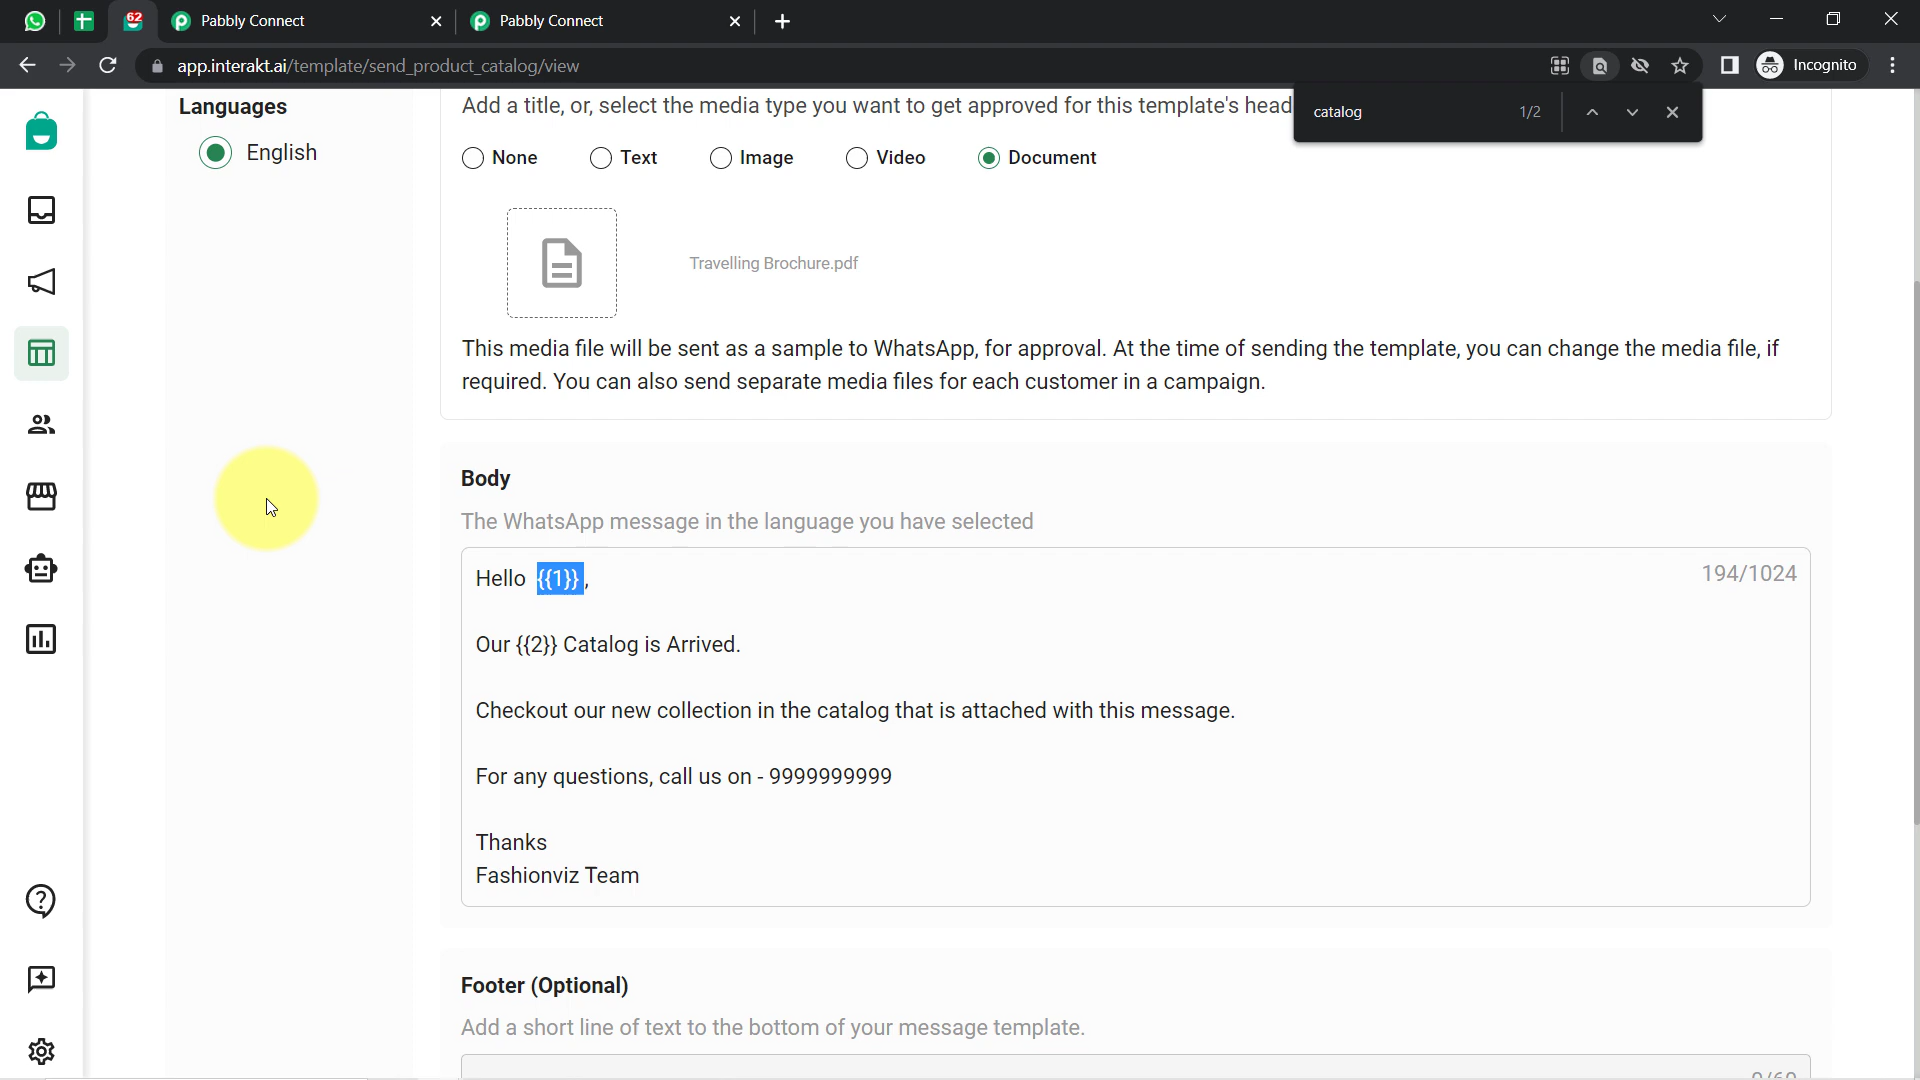 62
Pabbly Connect
Pabbly Connect
app.interakt.ai/template/send_product_catalog/view
Incognito
catalog
1/2
Languages
English
Add a title, or, select the media type you want to get approved for this template's head
None
Text
Image
Video
Document
Travelling Brochure.pdf
This media file will be sent as a sample to WhatsApp, for approval. At the time of sending the template, you can change the media file, if
required. You can also send separate media files for each customer in a campaign.
Body
The WhatsApp message in the language you have selected
Hello {{1}},
194/1024
Our {{2}} Catalog is Arrived.
Checkout our new collection in the catalog that is attached with this message.
For any questions, call us on - 9999999999
Thanks
Fashionviz Team
Footer (Optional)
Add a short line of text to the bottom of your message template.
0/60